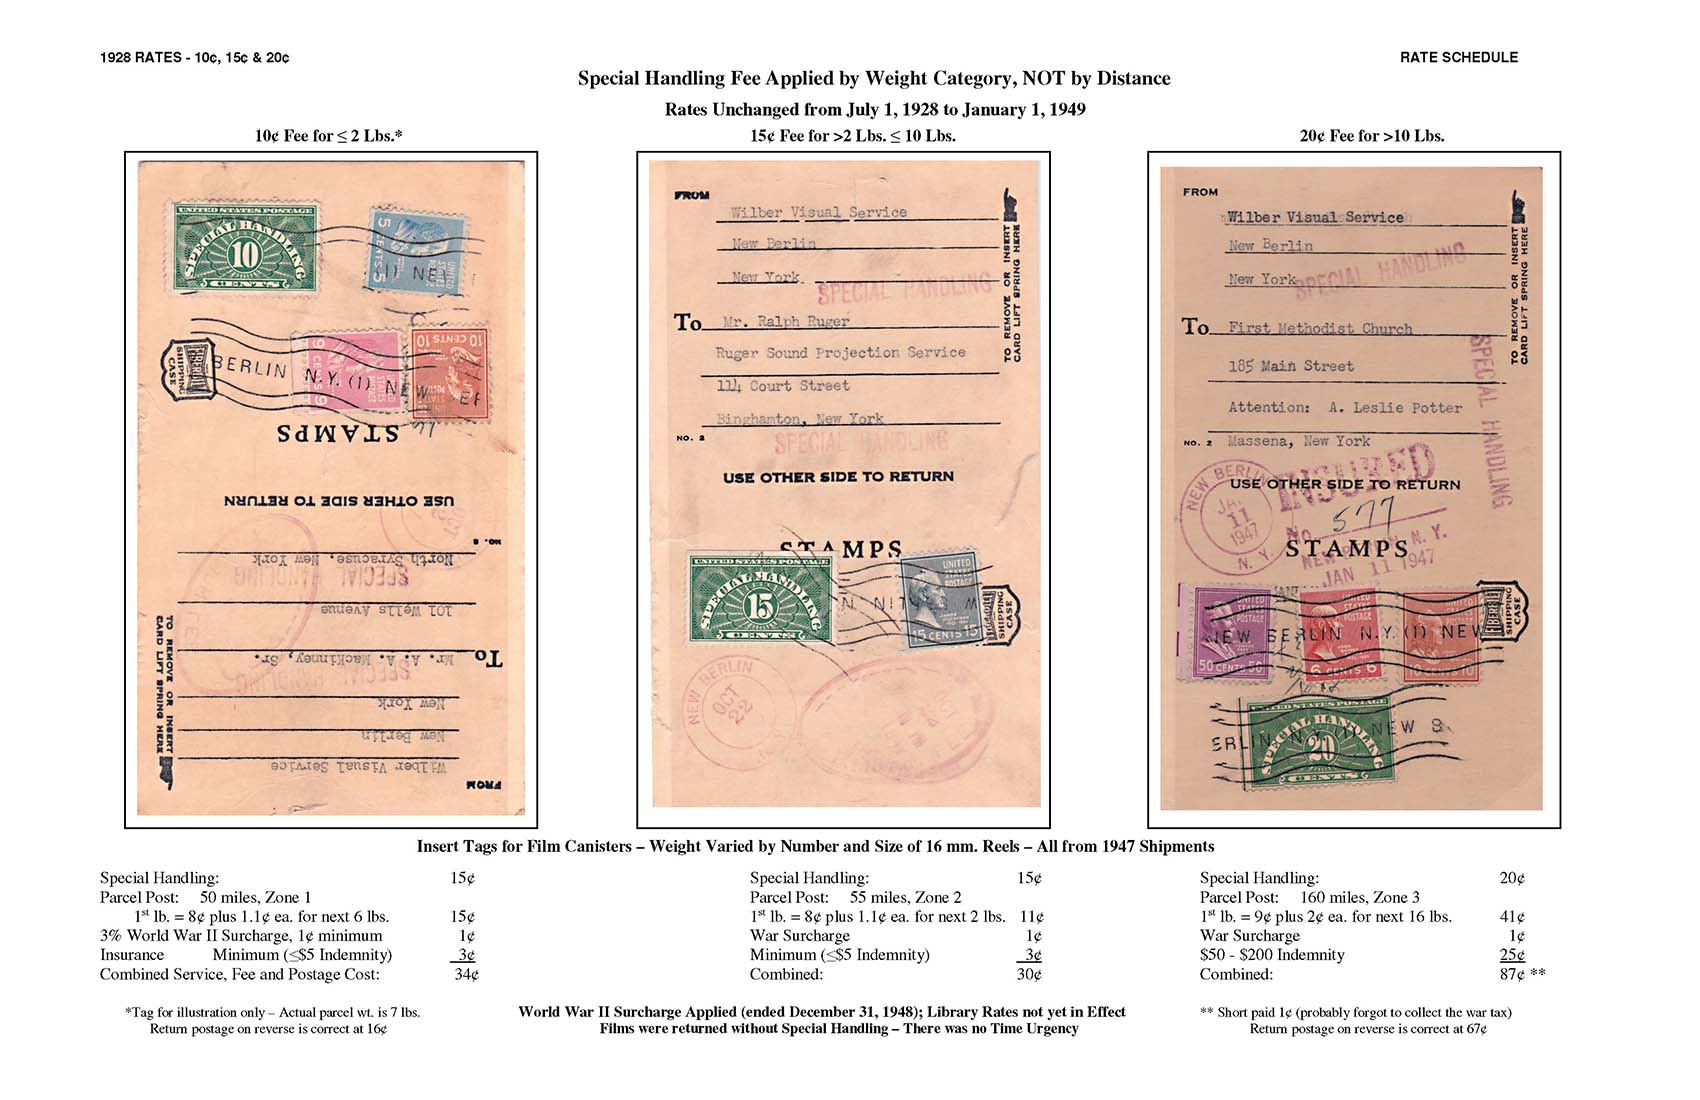 1928 RATES - 10¢, 15¢ & 20¢
RATE SCHEDULE
Special Handling Fee Applied by Weight Category, NOT by Distance
Rates Unchanged from July 1, 1928 to January 1, 1949
10¢ Fee for ≤ 2 Lbs.*
UNITED STATES POSTAGE
SPECIAL HANDLING
10
CENTS
5 CENTS 5
UNITED STATES POSTAGE
(1) NEW
10 CENTS 10
9 CENTS 9
BERLIN N.Y. (1) NEW BER
SHIPPING CASE
STAMPS
USE OTHER SIDE TO RETURN
NO. 2
North Syracuse, New York
SPECIAL HANDLING
101 Wells Avenue
To Mr. A. A. Mackinney, Sr.
SPECIAL HANDLING
New York
New Berlin
Wilber Visual Service
FROM
TO REMOVE OR INSERT
CARD LIFT SPRING HERE
15¢ Fee for >2 Lbs. ≤ 10 Lbs.
FROM
Wilber Visual Service
New Berlin
New York
SPECIAL HANDLING
To Mr. Ralph Ruger
Ruger Sound Projection Service
114 Court Street
Binghamton, New York
NO. 2
SPECIAL HANDLING
TO REMOVE OR INSERT
CARD LIFT SPRING HERE
USE OTHER SIDE TO RETURN
STAMPS
UNITED STATES POSTAGE
SPECIAL HANDLING
15
CENTS
UNITED STATES POSTAGE
15 CENTS 15
SHIPPING CASE
NEW BERLIN
OCT
22
20¢ Fee for >10 Lbs.
FROM
Wilber Visual Service
New Berlin
New York
SPECIAL HANDLING
To First Methodist Church
185 Main Street
Attention: A. Leslie Potter
NO. 2 Massena, New York
TO REMOVE OR INSERT
CARD LIFT SPRING HERE
SPECIAL HANDLING
NEW BERLIN
JAN
11
1947
N. Y.
INSURED
USE OTHER SIDE TO RETURN
No. 577
STAMPS
NEW BERLIN N. Y.
JAN 11 1947
UNITED STATES POSTAGE
50 CENTS 50
UNITED STATES POSTAGE
6 CENTS 6
UNITED STATES POSTAGE
10 CENTS 10
NEW BERLIN N.Y. (1) NEW
SHIPPING CASE
UNITED STATES POSTAGE
SPECIAL HANDLING
20
CENTS
ERLIN N.Y. (1) NEW B
Insert Tags for Film Canisters – Weight Varied by Number and Size of 16 mm. Reels – All from 1947 Shipments
Special Handling: 15¢
Parcel Post: 50 miles, Zone 1
1st lb. = 8¢ plus 1.1¢ ea. for next 6 lbs. 15¢
3% World War II Surcharge, 1¢ minimum 1¢
Insurance Minimum (≤$5 Indemnity) 3¢
Combined Service, Fee and Postage Cost: 34¢
*Tag for illustration only – Actual parcel wt. is 7 lbs.
Return postage on reverse is correct at 16¢
Special Handling: 15¢
Parcel Post: 55 miles, Zone 2
1st lb. = 8¢ plus 1.1¢ ea. for next 2 lbs. 11¢
War Surcharge 1¢
Minimum (≤$5 Indemnity) 3¢
Combined: 30¢
World War II Surcharge Applied (ended December 31, 1948); Library Rates not yet in Effect
Films were returned without Special Handling – There was no Time Urgency
Special Handling: 20¢
Parcel Post: 160 miles, Zone 3
1st lb. = 9¢ plus 2¢ ea. for next 16 lbs. 41¢
War Surcharge 1¢
$50 - $200 Indemnity 25¢
Combined: 87¢ **
** Short paid 1¢ (probably forgot to collect the war tax)
Return postage on reverse is correct at 67¢